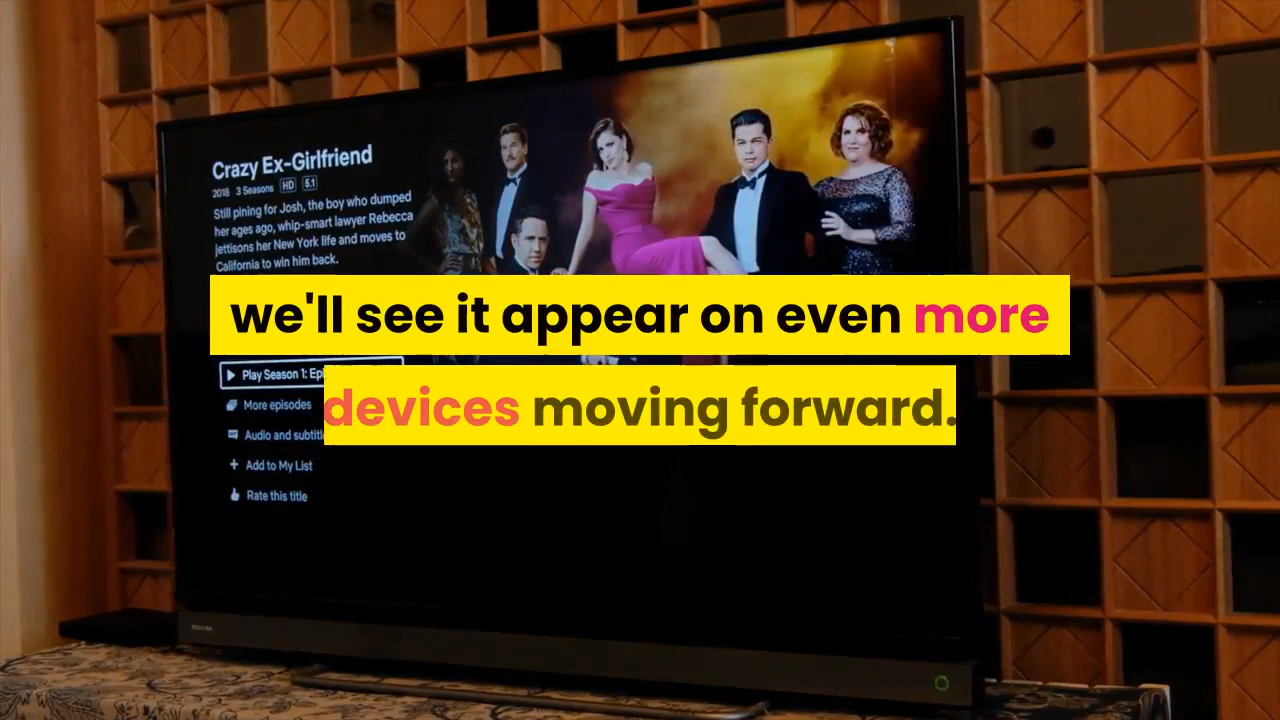 Crazy Ex-Girlfriend
2018 3 Seasons HD 5.1
Still pining for Josh, the boy who dumped
her ages ago, whip-smart lawyer Rebecca
jettisons her New York life and moves to
California to win him back.
we'll see it appear on even more
Play Season 1:
devices moving forward.
More episodes
Audio and
Add to My List
Rate this title
TOSHIBA